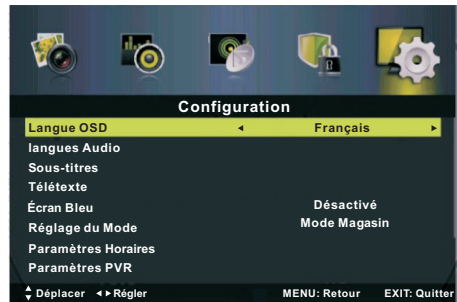 Configuration
Langue OSD ◄ Français ►
langues Audio
Sous-titres
Télétexte
Écran Bleu Désactivé
Réglage du Mode Mode Magasin
Paramètres Horaires
Paramètres PVR
Déplacer ◄ ► Régler MENU: Retour EXIT: Quitter